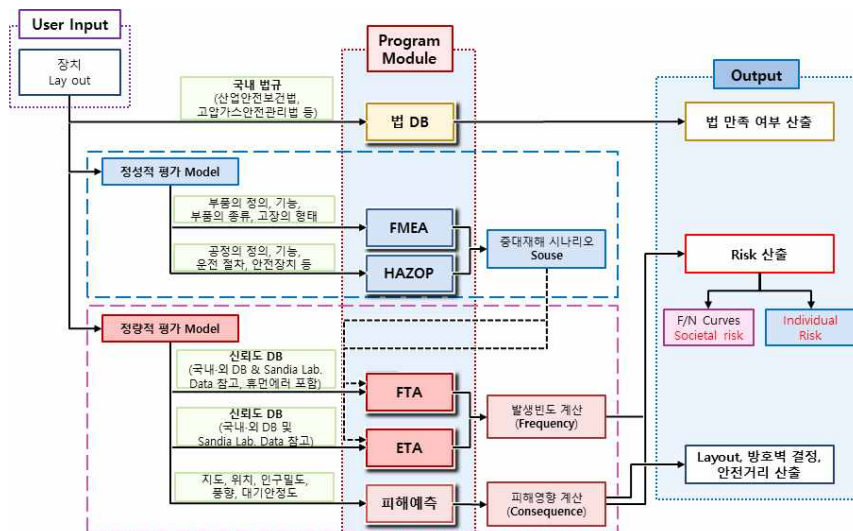 User Input
장치
Lay out
Program
Module
Output
국내 법규
(산업안전보건법,
고압가스안전관리법 등)
법 DB
법 만족 여부 산출
정성적 평가 Model
부품의 정의, 기능,
부품의 종류, 고장의 형태
FMEA
공정의 정의, 기능,
운전 절차, 안전장치 등
HAZOP
중대재해 시나리오
Souse
Risk 산출
F/N Curves
Societal risk
Individual
Risk
정량적 평가 Model
신뢰도 DB
(국내·외 DB & Sandia Lab.
Data 참고, 휴먼에러 포함)
FTA
신뢰도 DB
(국내·외 DB 및
Sandia Lab. Data 참고)
ETA
발생빈도 계산
(Frequency)
지도, 위치, 인구밀도,
풍향, 대기안정도
피해예측
피해영향 계산
(Consequence)
Layout, 방호벽 결정,
안전거리 산출